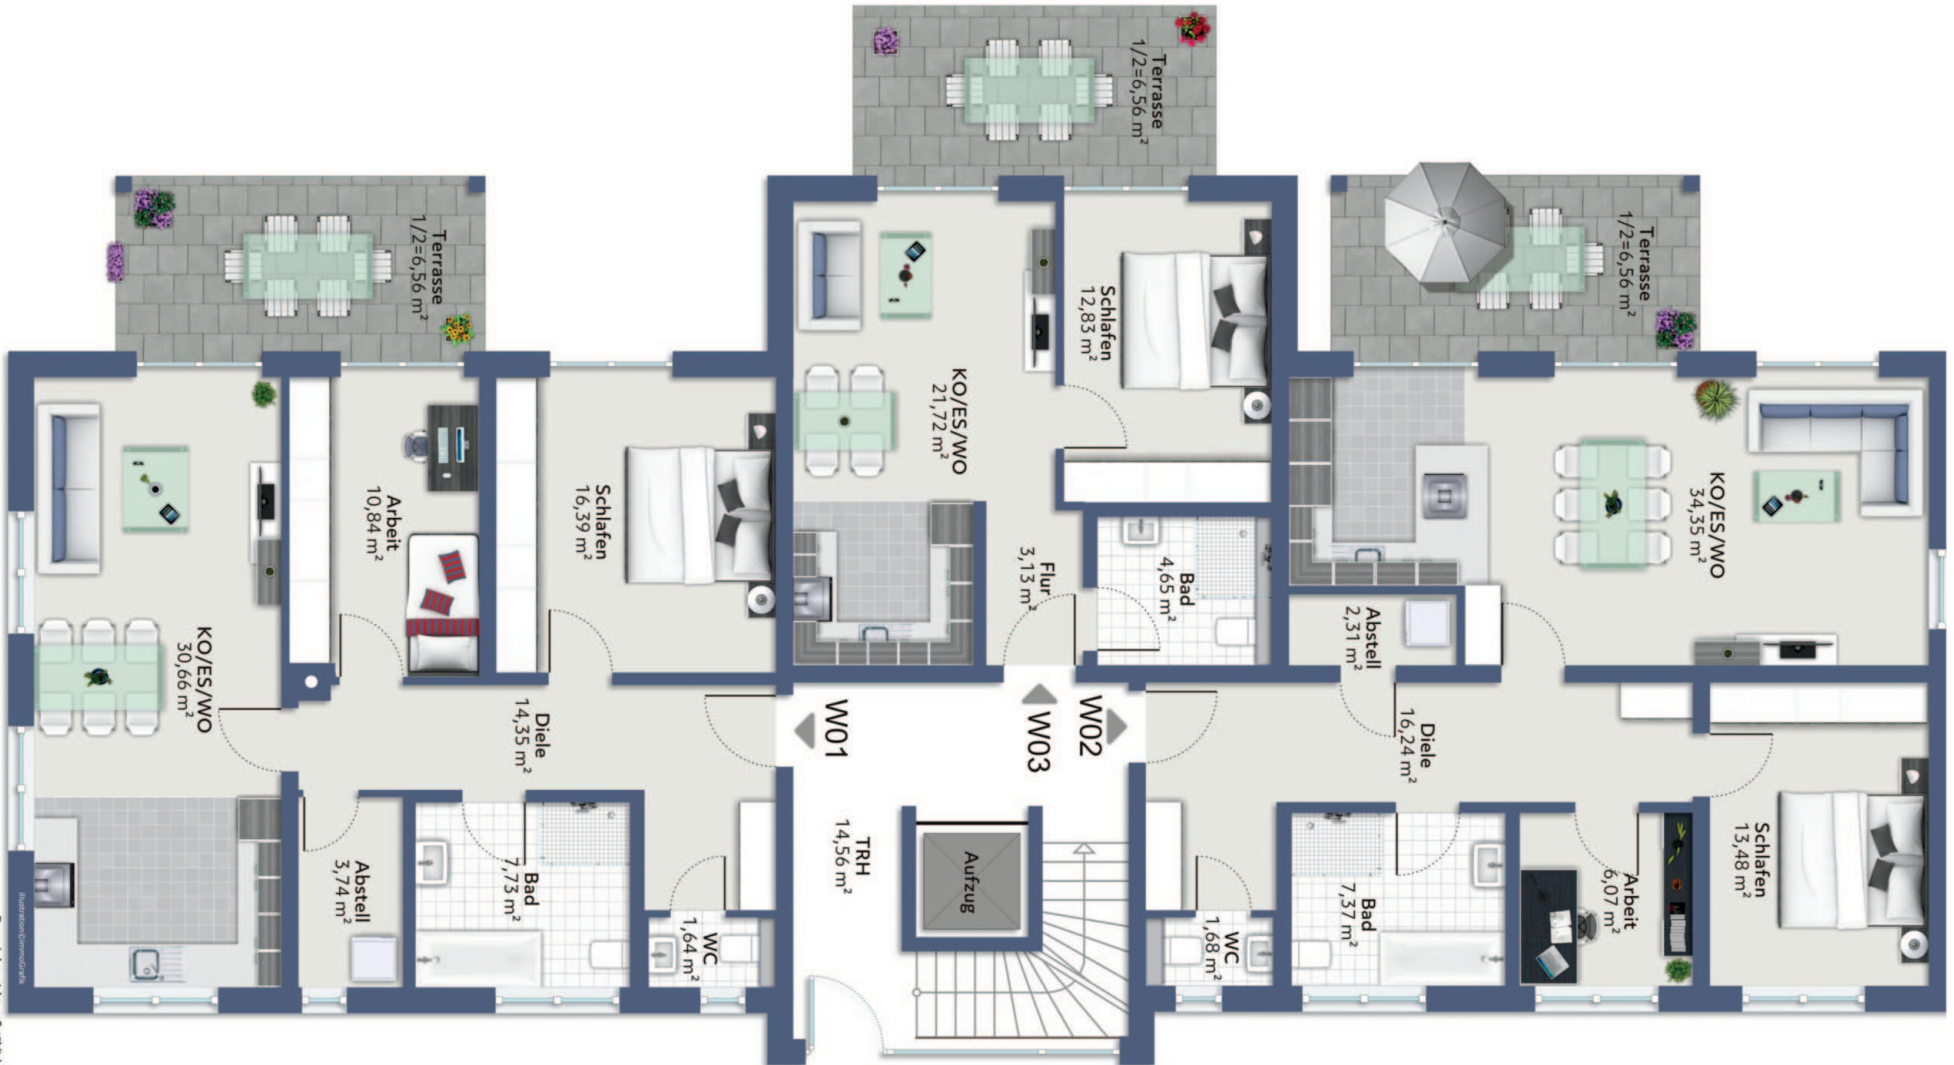 Terrasse
1/2=6,56 m²
Terrasse
1/2=6,56 m²
Terrasse
1/2=6,56 m²
KO/ES/WO
30,66 m²
Arbeit
10,84 m²
Schlafen
16,39 m²
KO/ES/WO
21,72 m²
Schlafen
12,83 m²
Flur
3,13 m²
Bad
4,65 m²
Abstell
2,31 m²
KO/ES/WO
34,35 m²
Diele
14,35 m²
W01
W03
W02
Diele
16,24 m²
Abstell
3,74 m²
Bad
7,73 m²
WC
1,64 m²
TRH
14,56 m²
Aufzug
WC
1,68 m²
Bad
7,37 m²
Arbeit
6,07 m²
Schlafen
13,48 m²
Illustration©immoGrafik